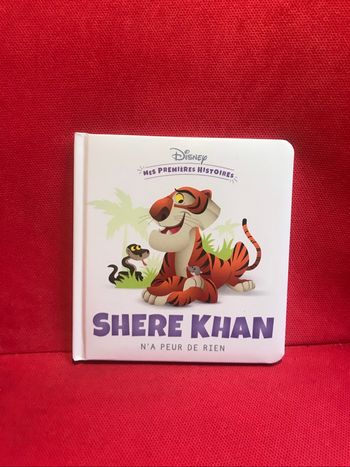 Disney
MES PREMIÈRES HISTOIRES
SHERE KHAN
N'A PEUR DE RIEN